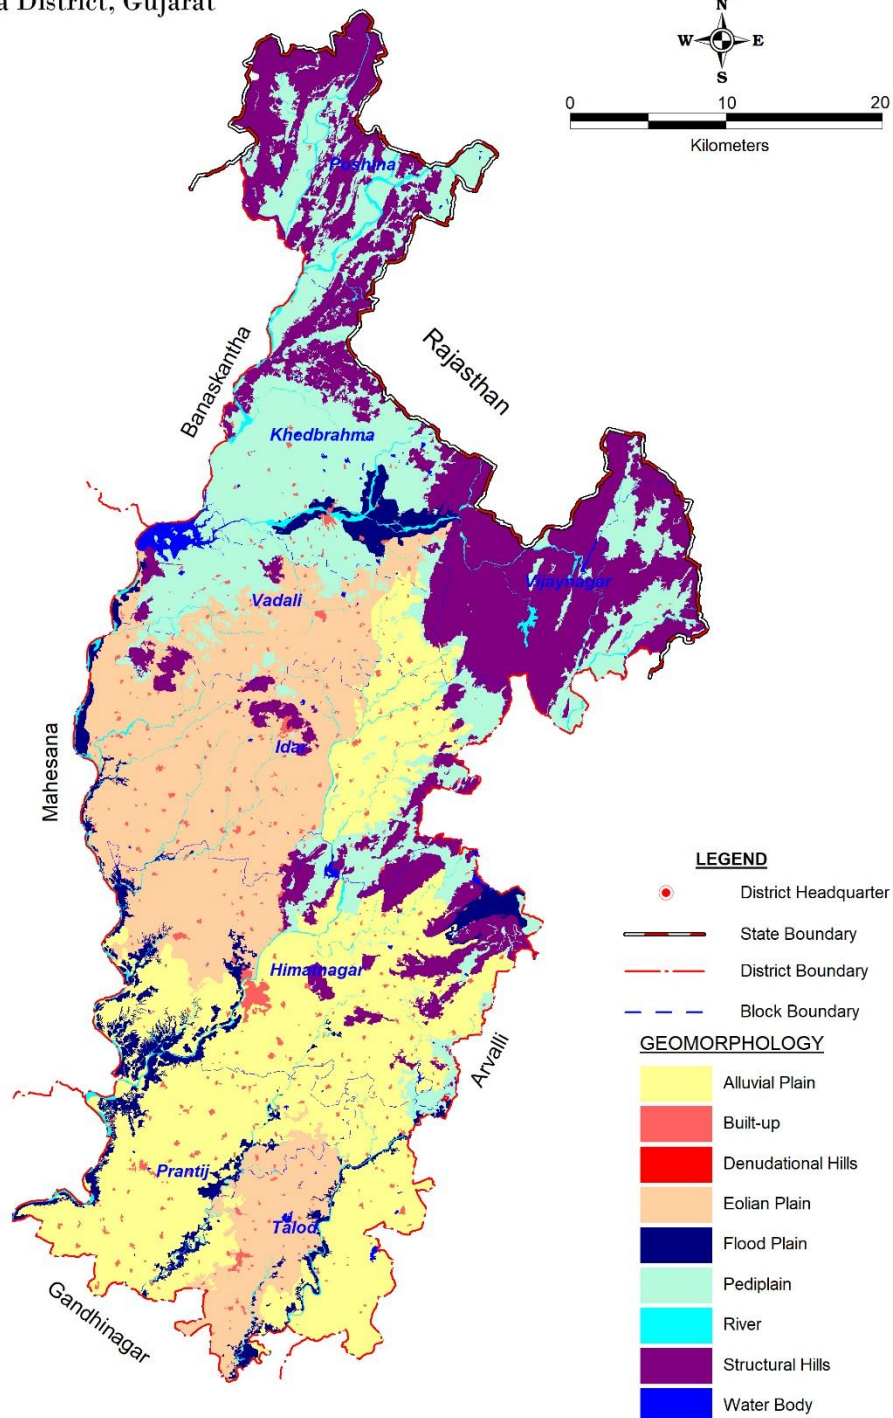 District, Gujarat
N
W E
S
0 10 20
Kilometers
Poshina
Rajasthan
Banaskantha
Khedbrahma
Vijaynagar
Vadali
Mahesana
Idar
Himatnagar
Arvalli
Prantij
Talod
Gandhinagar
LEGEND
District Headquarter
State Boundary
District Boundary
Block Boundary
GEOMORPHOLOGY
Alluvial Plain
Built-up
Denudational Hills
Eolian Plain
Flood Plain
Pediplain
River
Structural Hills
Water Body